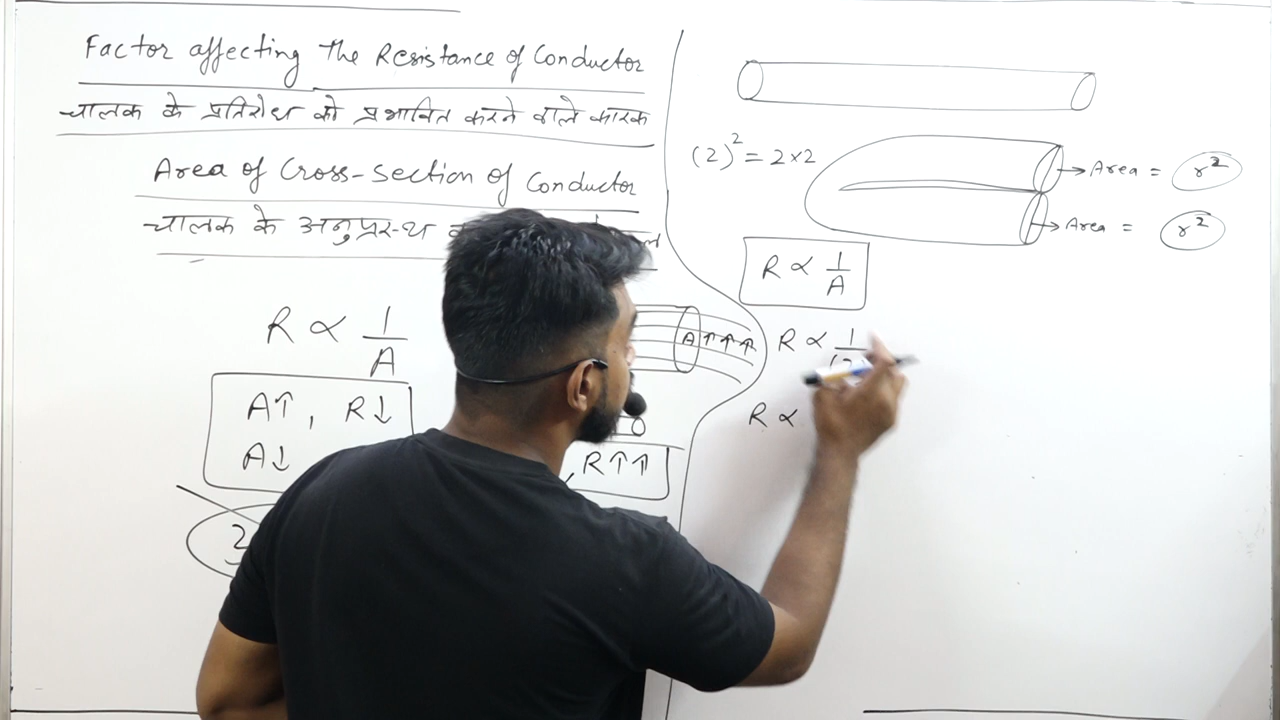 Factor affecting The Resistance of Conductor
चालक के प्रतिरोध को प्रभावित करने वाले कारक
Area of Cross-Section of Conductor
चालक के अनुप्रस्थ
R ∝ 1/A
A↑, R↓
A↓
, R↑↑
A↑↑↑
(2)² = 2×2
→ Area = r²
→ Area = r²
R ∝ 1/A
R ∝ 1/
R ∝